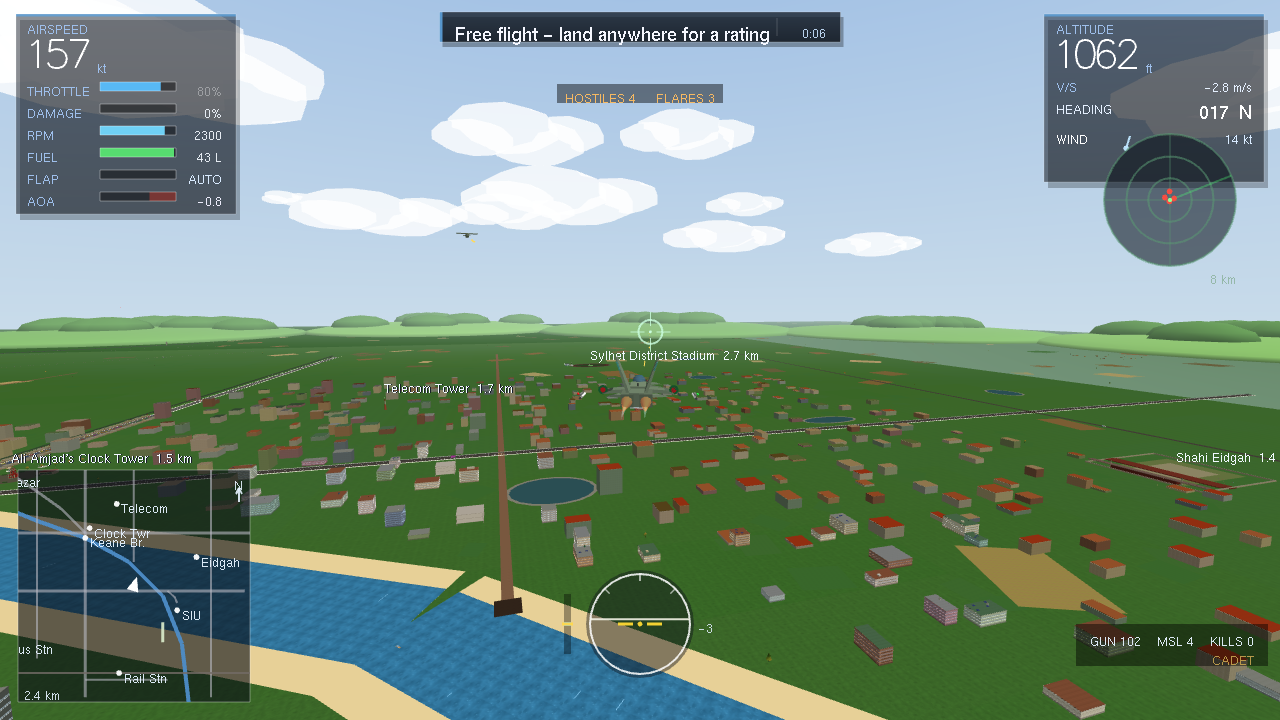 AIRSPEED
157 kt
THROTTLE 80%
DAMAGE 0%
RPM 2300
FUEL 43 L
FLAP AUTO
AOA -0.8
Free flight – land anywhere for a rating 0:06
HOSTILES 4 FLARES 3
ALTITUDE
1062 ft
V/S -2.8 m/s
HEADING 017 N
WIND 14 kt
8 km
Sylhet District Stadium 2.7 km
Telecom Tower 1.7 km
Ali Amjad's Clock Tower 1.5 km
Shahi Eidgah 1.4
N
Telecom
Clock Twr
Keane Br.
Eidgah
SIU
us Stn
Rail Stn
2.4 km
-3
GUN 102 MSL 4 KILLS 0
CADET